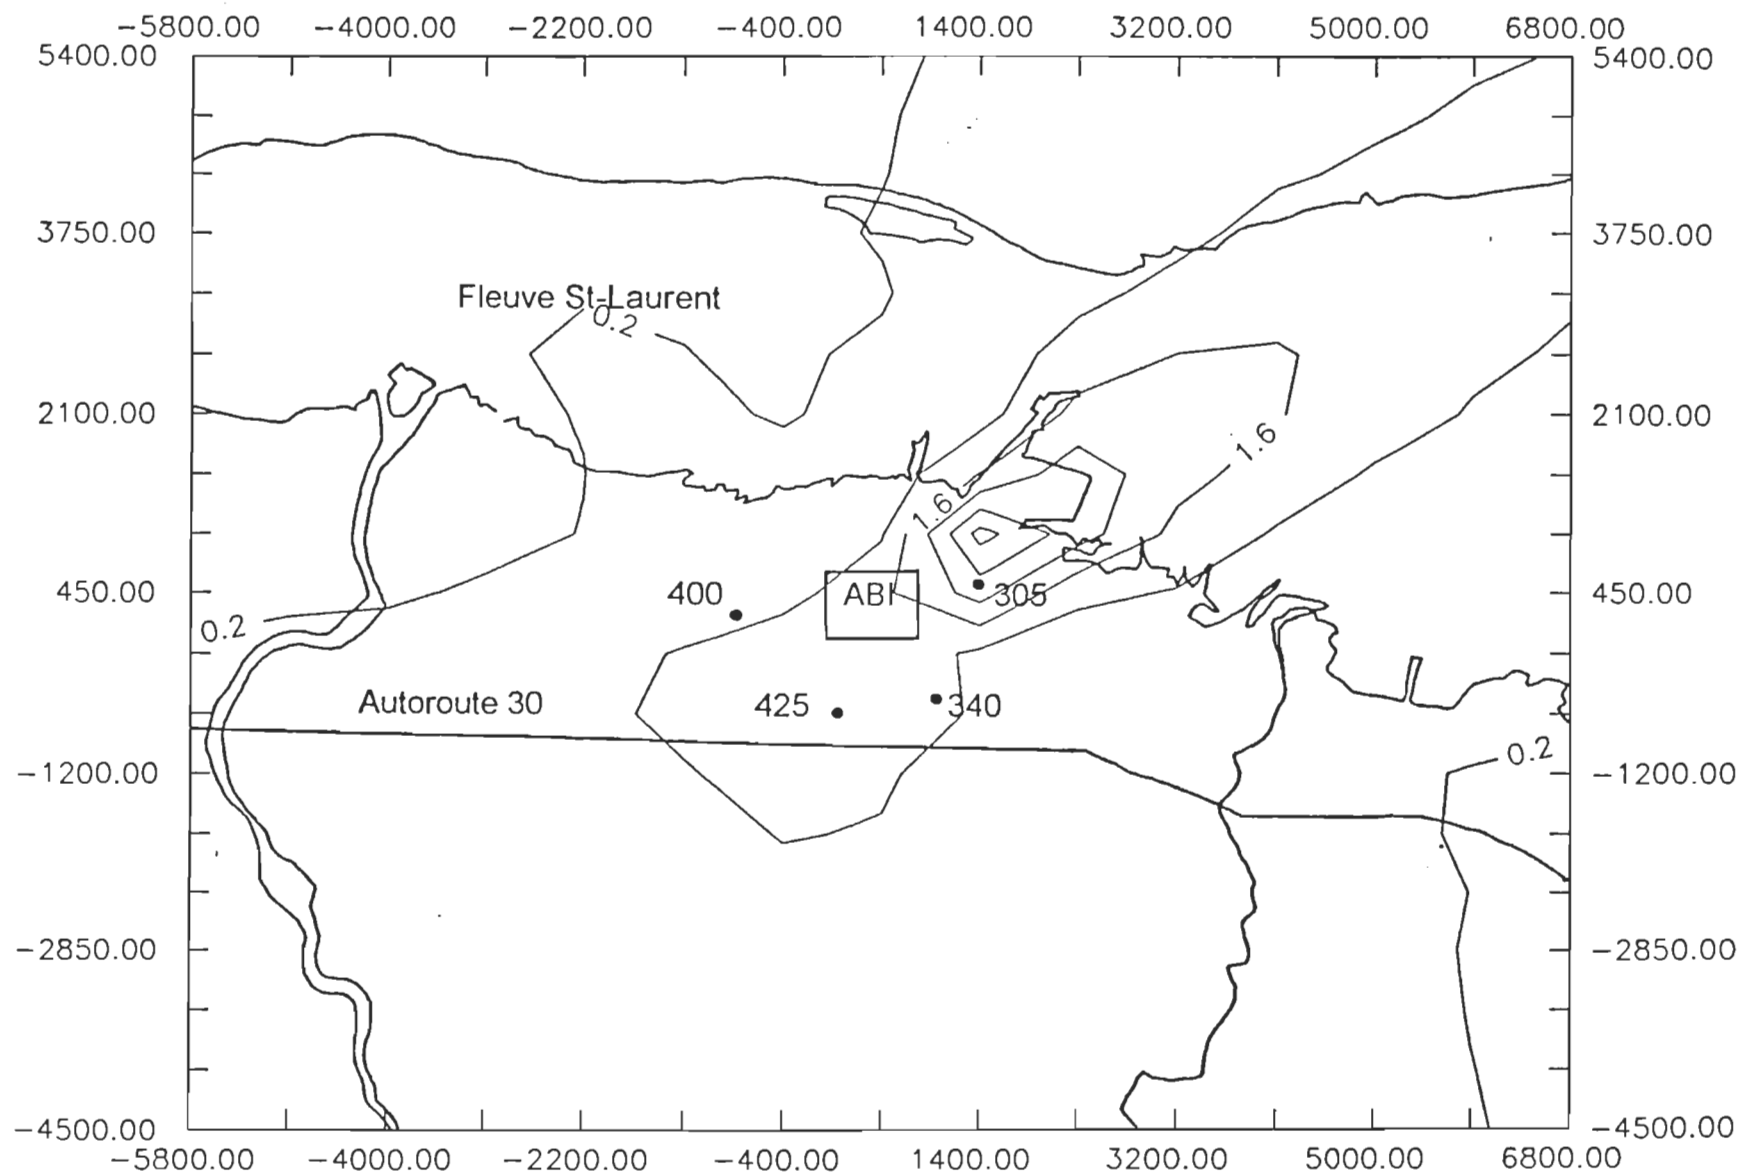 −5800.00 −4000.00 −2200.00 −400.00 1400.00 3200.00 5000.00 6800.00
5400.00 5400.00
3750.00 3750.00
Fleuve St-Laurent
0.2
2100.00 2100.00
1.6
1.6
450.00 400 ABI 305 450.00
0.2
Autoroute 30 425 340
0.2
−1200.00 −1200.00
−2850.00 −2850.00
−4500.00 −4500.00
−5800.00 −4000.00 −2200.00 −400.00 1400.00 3200.00 5000.00 6800.00